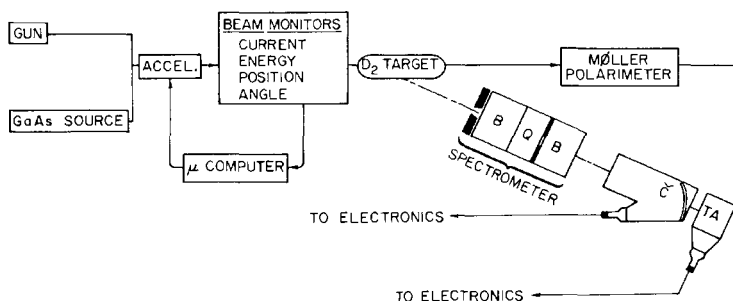 GUN
GaAs SOURCE
ACCEL.
BEAM MONITORS
CURRENT
ENERGY
POSITION
ANGLE
μ COMPUTER
D2 TARGET
MØLLER
POLARIMETER
B
Q
B
SPECTROMETER
Č
TA
TO ELECTRONICS
TO ELECTRONICS